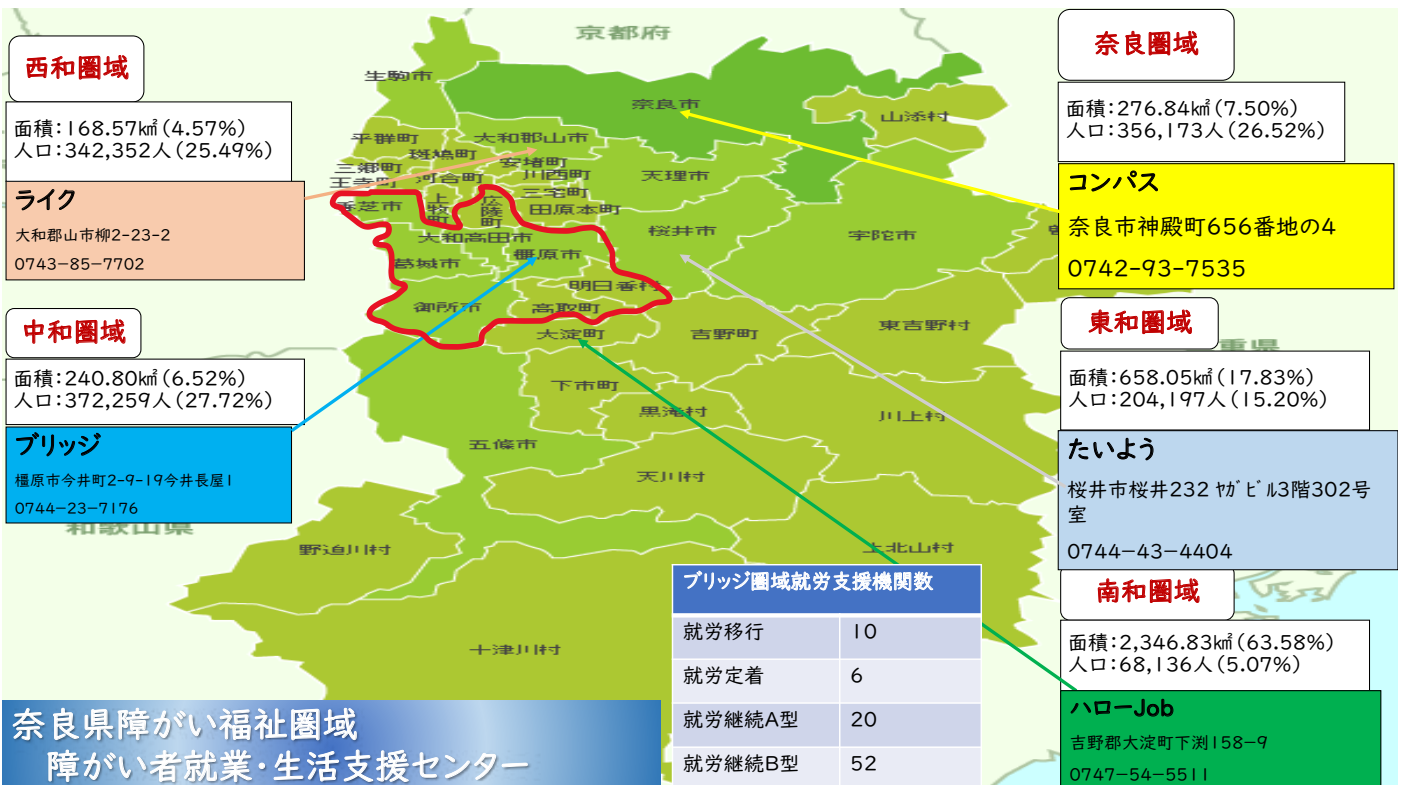 西和圏域
面積:168.57㎢(4.57%)
人口:342,352人(25.49%)
ライク
大和郡山市柳2-23-2
0743-85-7702
中和圏域
面積:240.80㎢(6.52%)
人口:372,259人(27.72%)
ブリッジ
橿原市今井町2-9-19今井長屋1
0744-23-7176
奈良圏域
面積:276.84㎢(7.50%)
人口:356,173人(26.52%)
コンパス
奈良市神殿町656番地の4
0742-93-7535
東和圏域
面積:658.05㎢(17.83%)
人口:204,197人(15.20%)
たいよう
桜井市桜井232 ヤガビル3階302号
室
0744-43-4404
南和圏域
面積:2,346.83㎢(63.58%)
人口:68,136人(5.07%)
ハローJob
吉野郡大淀町下渕158-9
0747-54-5511
京都府
生駒市
奈良市
山添村
平群町
大和郡山市
斑鳩町
安堵町
三郷町
王寺町
河合町
川西町
天理市
三宅町
香芝市
上牧町
広陵町
田原本町
大和高田市
桜井市
宇陀市
葛城市
橿原市
明日香村
御所市
高取町
大淀町
吉野町
東吉野村
下市町
黒滝村
川上村
五條市
天川村
和歌山県
野迫川村
上北山村
十津川村
ブリッジ圏域就労支援機関数
就労移行 10
就労定着 6
就労継続A型 20
就労継続B型 52
奈良県障がい福祉圏域
障がい者就業・生活支援センター